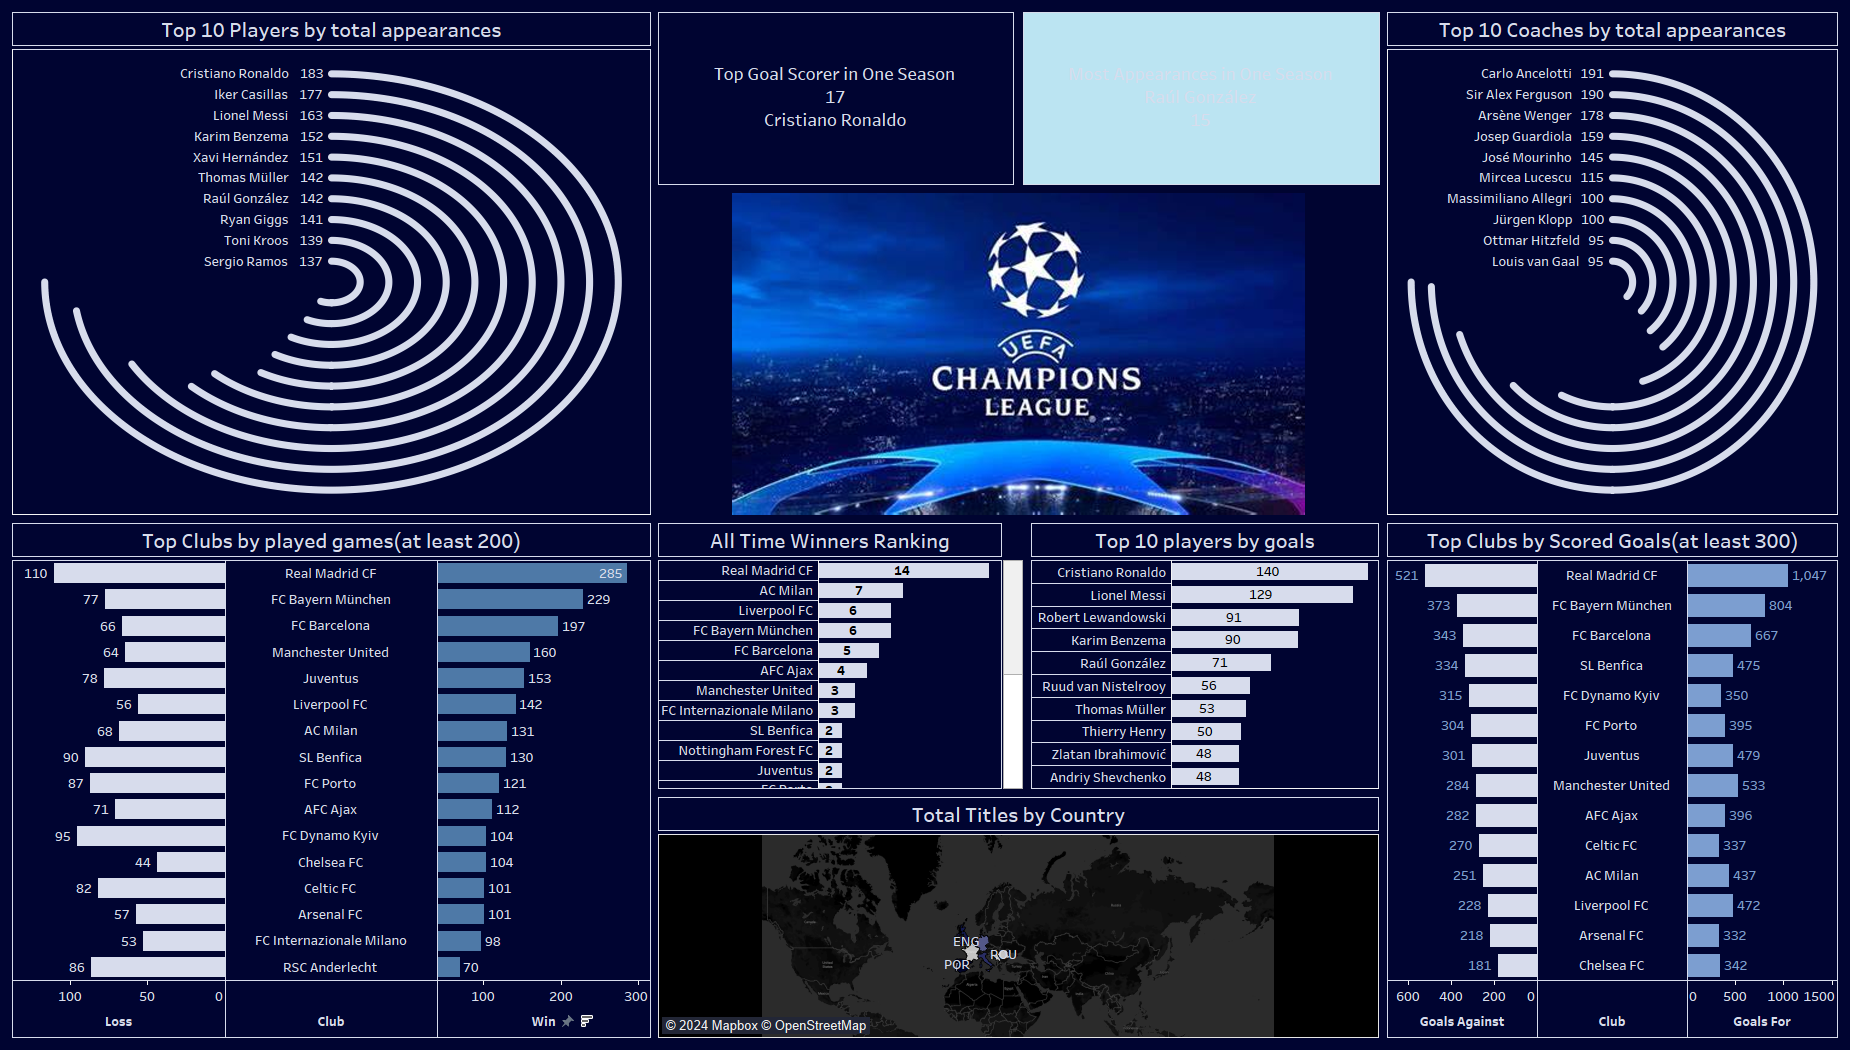 Top 10 Players by total appearances
Cristiano Ronaldo 183
Iker Casillas 177
Lionel Messi 163
Karim Benzema 152
Xavi Hernández 151
Thomas Müller 142
Raúl González 142
Ryan Giggs 141
Toni Kroos 139
Sergio Ramos 137
Top Goal Scorer in One Season
17
Cristiano Ronaldo
Most Appearances in One Season
Raúl González
UEFA
CHAMPIONS
LEAGUE
Top 10 Coaches by total appearances
Carlo Ancelotti 191
Sir Alex Ferguson 190
Arsène Wenger 178
Josep Guardiola 159
José Mourinho 145
Mircea Lucescu 115
Massimiliano Allegri 100
Jürgen Klopp 100
Ottmar Hitzfeld 95
Louis van Gaal 95
Top Clubs by played games(at least 200)
110 Real Madrid CF 285
77 FC Bayern München 229
66 FC Barcelona 197
64 Manchester United 160
78 Juventus 153
56 Liverpool FC 142
68 AC Milan 131
90 SL Benfica 130
87 FC Porto 121
71 AFC Ajax 112
95 FC Dynamo Kyiv 104
44 Chelsea FC 104
82 Celtic FC 101
57 Arsenal FC 101
53 FC Internazionale Milano 98
86 RSC Anderlecht 70
100 50 0 100 200 300
Loss Club Win
All Time Winners Ranking
Real Madrid CF 14
AC Milan 7
Liverpool FC 6
FC Bayern München 6
FC Barcelona 5
AFC Ajax 4
Manchester United 3
FC Internazionale Milano 3
SL Benfica 2
Nottingham Forest FC 2
Juventus 2
Top 10 players by goals
Cristiano Ronaldo 140
Lionel Messi 129
Robert Lewandowski 91
Karim Benzema 90
Raúl González 71
Ruud van Nistelrooy 56
Thomas Müller 53
Thierry Henry 50
Zlatan Ibrahimović 48
Andriy Shevchenko 48
Total Titles by Country
ENG
ROU
POR
© 2024 Mapbox © OpenStreetMap
Top Clubs by Scored Goals(at least 300)
521 Real Madrid CF 1,047
373 FC Bayern München 804
343 FC Barcelona 667
334 SL Benfica 475
315 FC Dynamo Kyiv 350
304 FC Porto 395
301 Juventus 479
284 Manchester United 533
282 AFC Ajax 396
270 Celtic FC 337
251 AC Milan 437
228 Liverpool FC 472
218 Arsenal FC 332
181 Chelsea FC 342
600 400 200 0 0 500 1000 1500
Goals Against Club Goals For